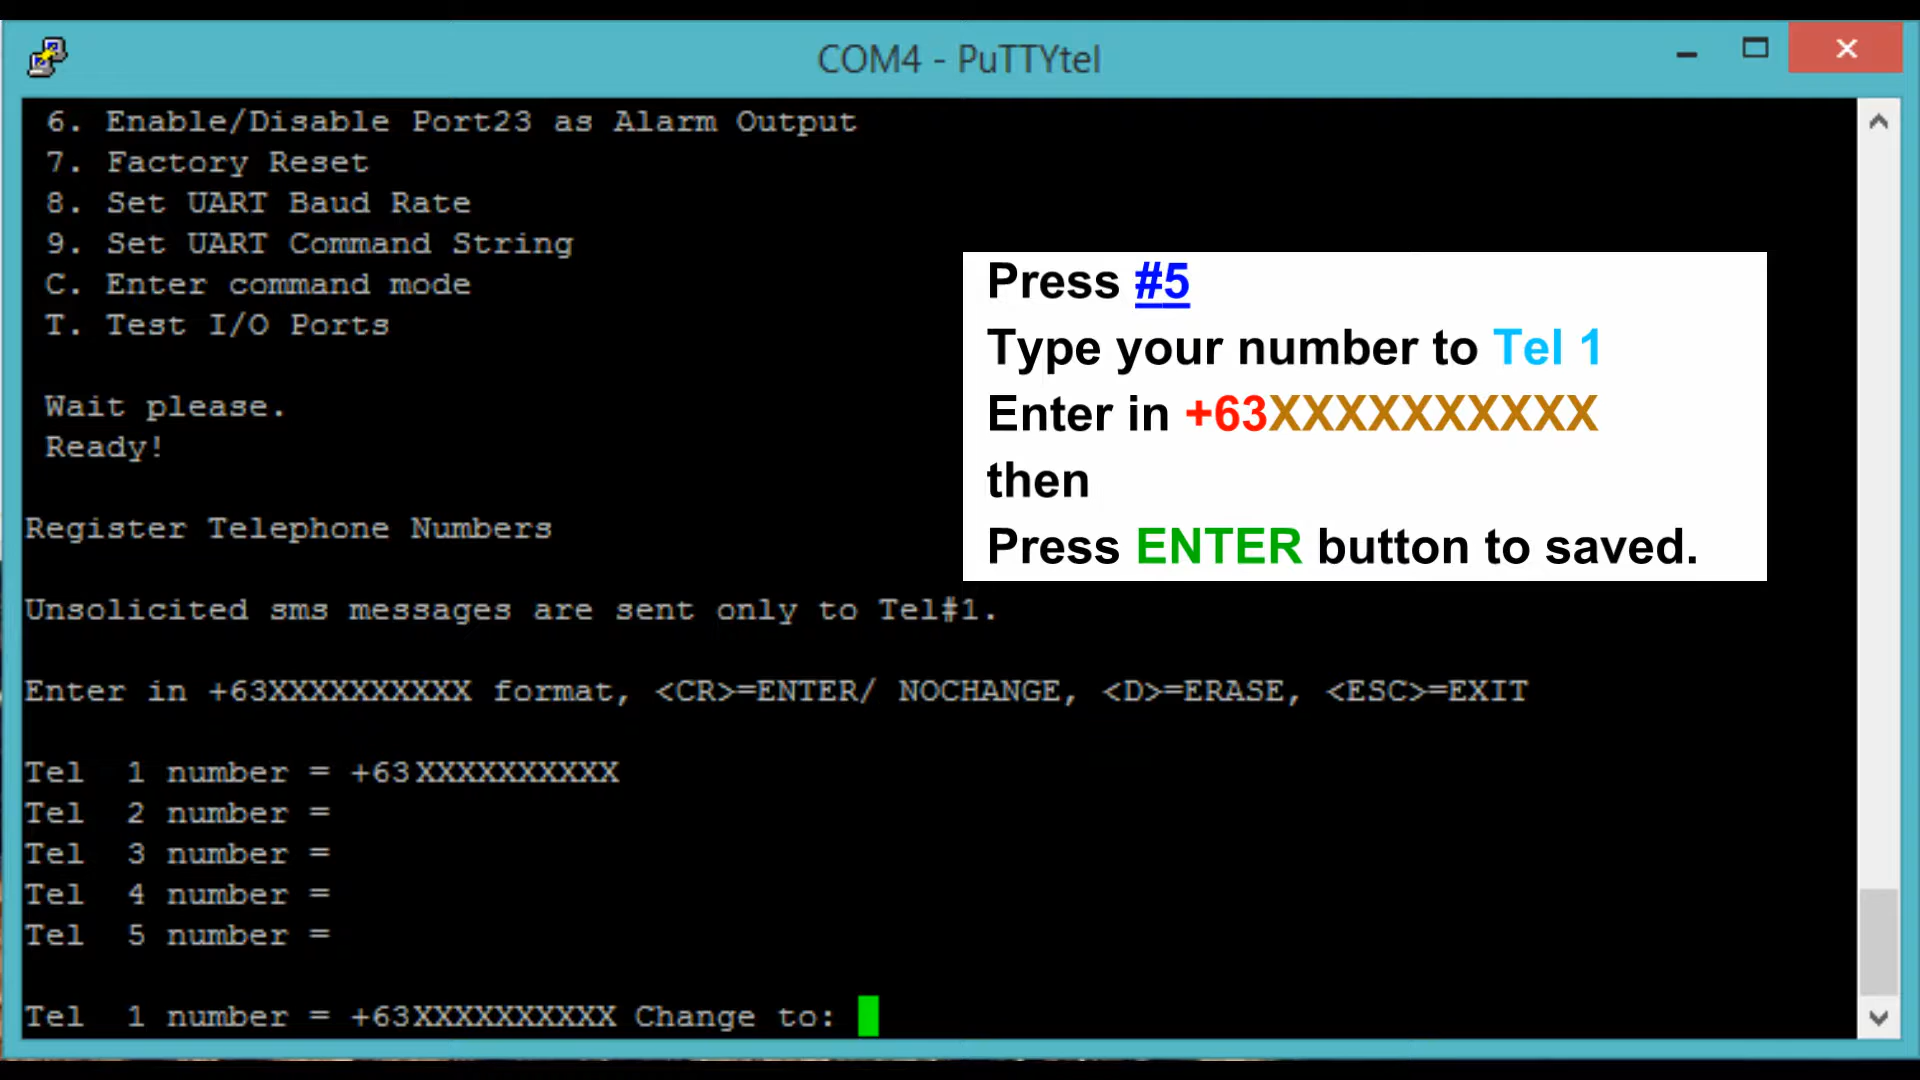 COM4 - PuTTYtel
6. Enable/Disable Port23 as Alarm Output
7. Factory Reset
8. Set UART Baud Rate
9. Set UART Command String
C. Enter command mode
T. Test I/O Ports
Wait please.
Ready!
Register Telephone Numbers
Unsolicited sms messages are sent only to Tel#1.
Enter in +63XXXXXXXXXX format, <CR>=ENTER/ NOCHANGE, <D>=ERASE, <ESC>=EXIT
Tel 1 number = +63XXXXXXXXXX
Tel 2 number =
Tel 3 number =
Tel 4 number =
Tel 5 number =
Tel 1 number = +63XXXXXXXXXX Change to:
Press #5
Type your number to Tel 1
Enter in +63XXXXXXXXXX
then
Press ENTER button to saved.